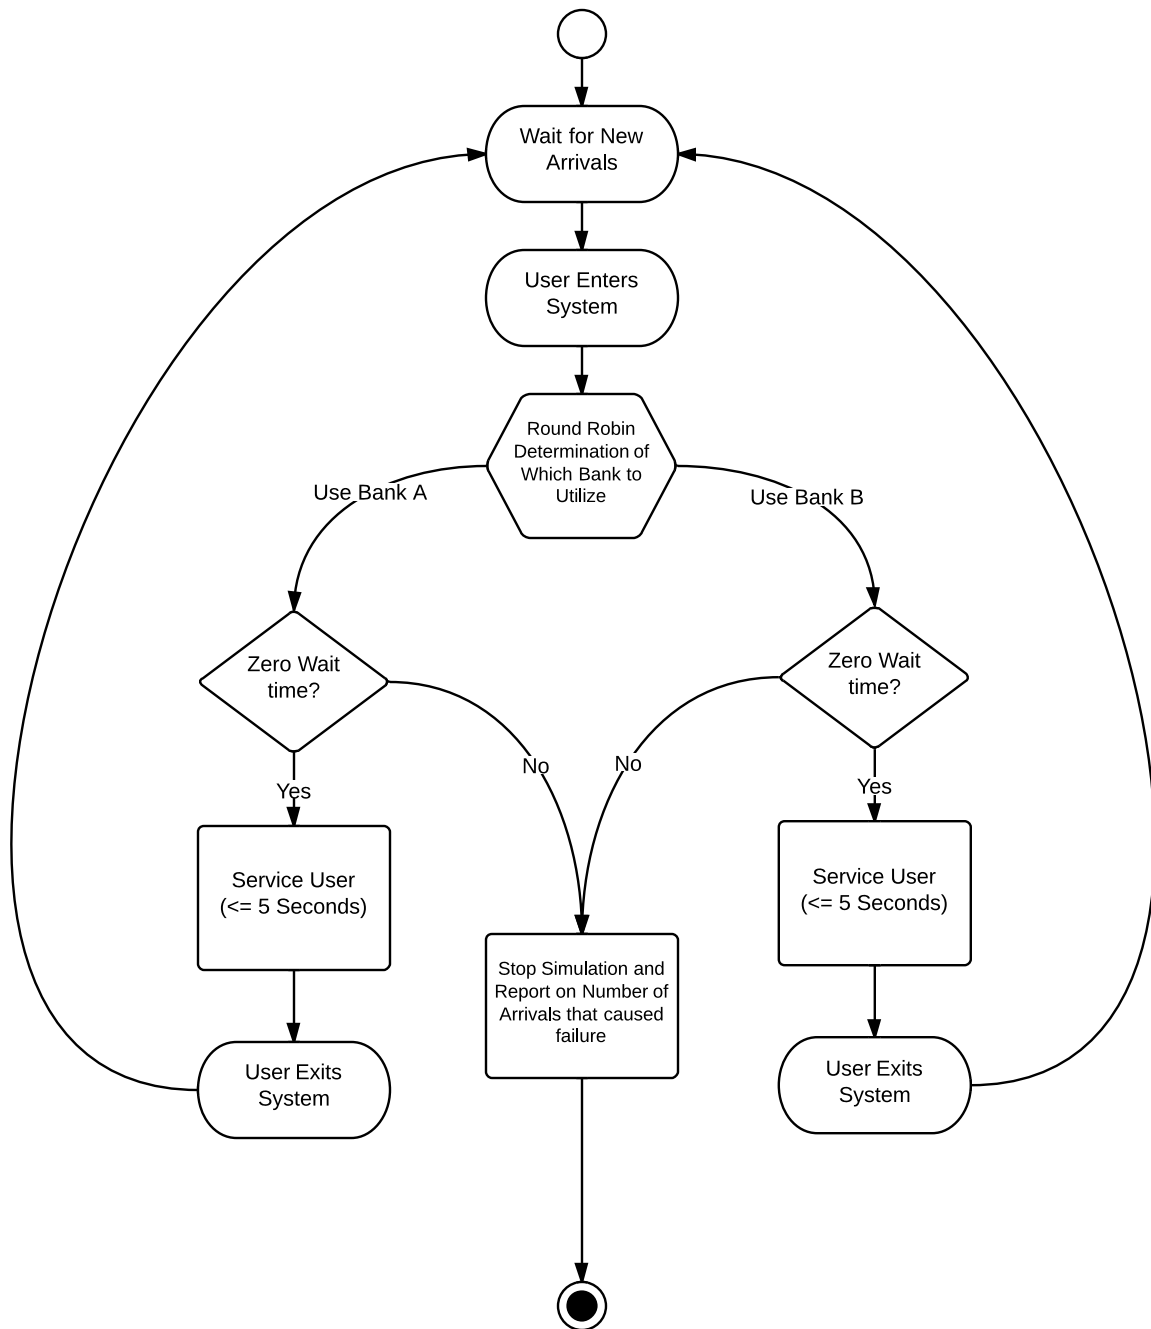 Wait for New
Arrivals
User Enters
System
Round Robin
Determination of
Which Bank to
Utilize
Use Bank A
Use Bank B
Zero Wait
time?
Zero Wait
time?
No
No
Yes
Yes
Service User
(<= 5 Seconds)
Service User
(<= 5 Seconds)
Stop Simulation and
Report on Number of
Arrivals that caused
failure
User Exits
System
User Exits
System